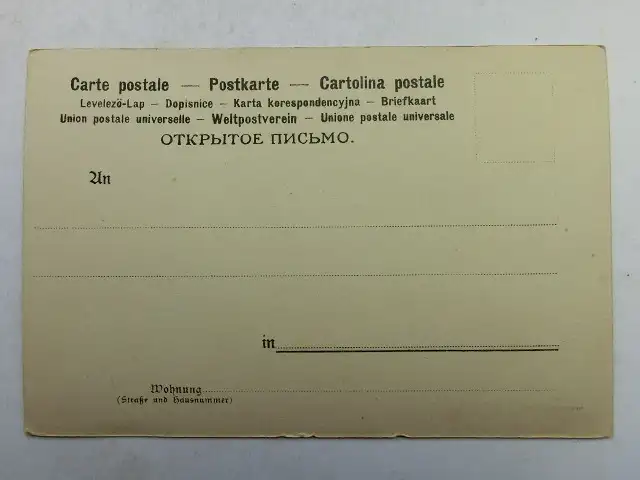 Carte postale — Postkarte — Cartolina postale
Levelező-Lap — Dopisnice — Karta korespondencyjna — Briefkaart
Union postale universelle — Weltpostverein — Unione postale universale
ОТКРЫТОЕ ПИСЬМО.
An
in
Wohnung
(Straße und Hausnummer)